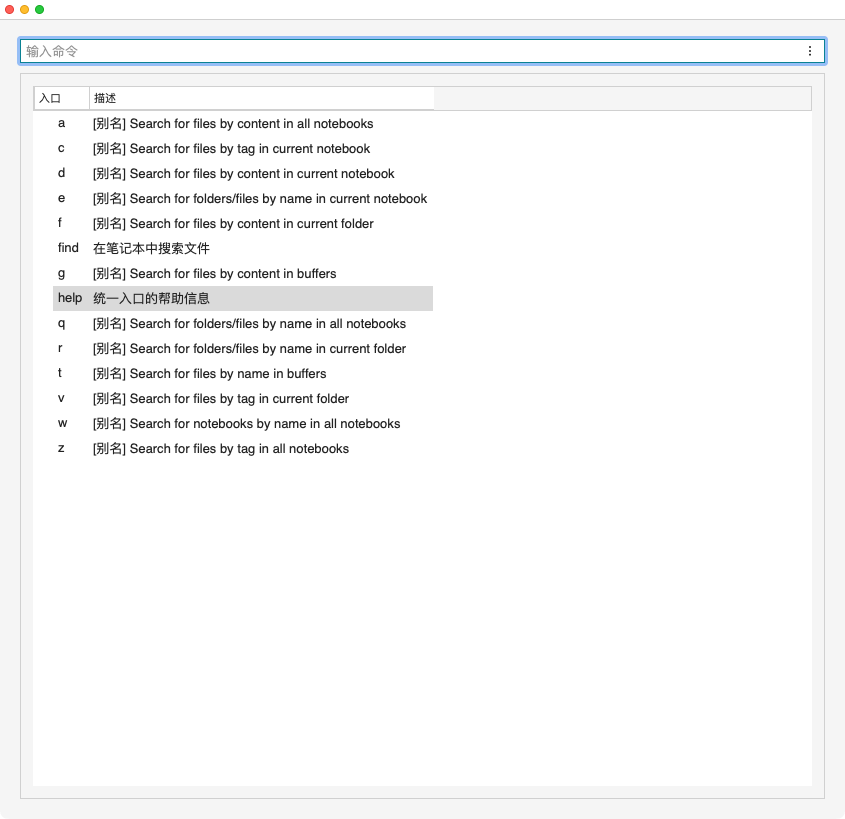 输入命令
入口 描述
a [别名] Search for files by content in all notebooks
c [别名] Search for files by tag in current notebook
d [别名] Search for files by content in current notebook
e [别名] Search for folders/files by name in current notebook
f [别名] Search for files by content in current folder
find 在笔记本中搜索文件
g [别名] Search for files by content in buffers
help 统一入口的帮助信息
q [别名] Search for folders/files by name in all notebooks
r [别名] Search for folders/files by name in current folder
t [别名] Search for files by name in buffers
v [别名] Search for files by tag in current folder
w [别名] Search for notebooks by name in all notebooks
z [别名] Search for files by tag in all notebooks